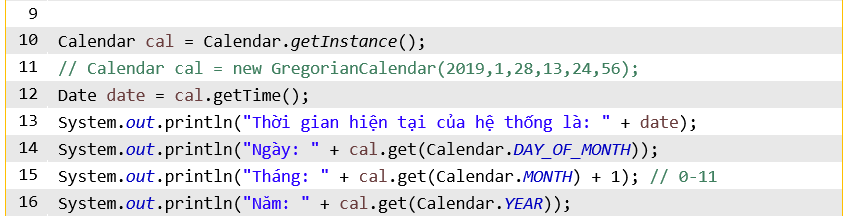 9
10 Calendar cal = Calendar.getInstance();
11 // Calendar cal = new GregorianCalendar(2019,1,28,13,24,56);
12 Date date = cal.getTime();
13 System.out.println("Thời gian hiện tại của hệ thống là: " + date);
14 System.out.println("Ngày: " + cal.get(Calendar.DAY_OF_MONTH));
15 System.out.println("Tháng: " + cal.get(Calendar.MONTH) + 1); // 0-11
16 System.out.println("Năm: " + cal.get(Calendar.YEAR));